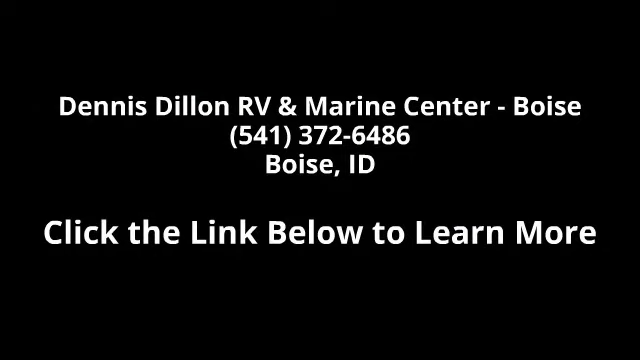 Dennis Dillon RV & Marine Center - Boise
(541) 372-6486
Boise, ID
Click the Link Below to Learn More